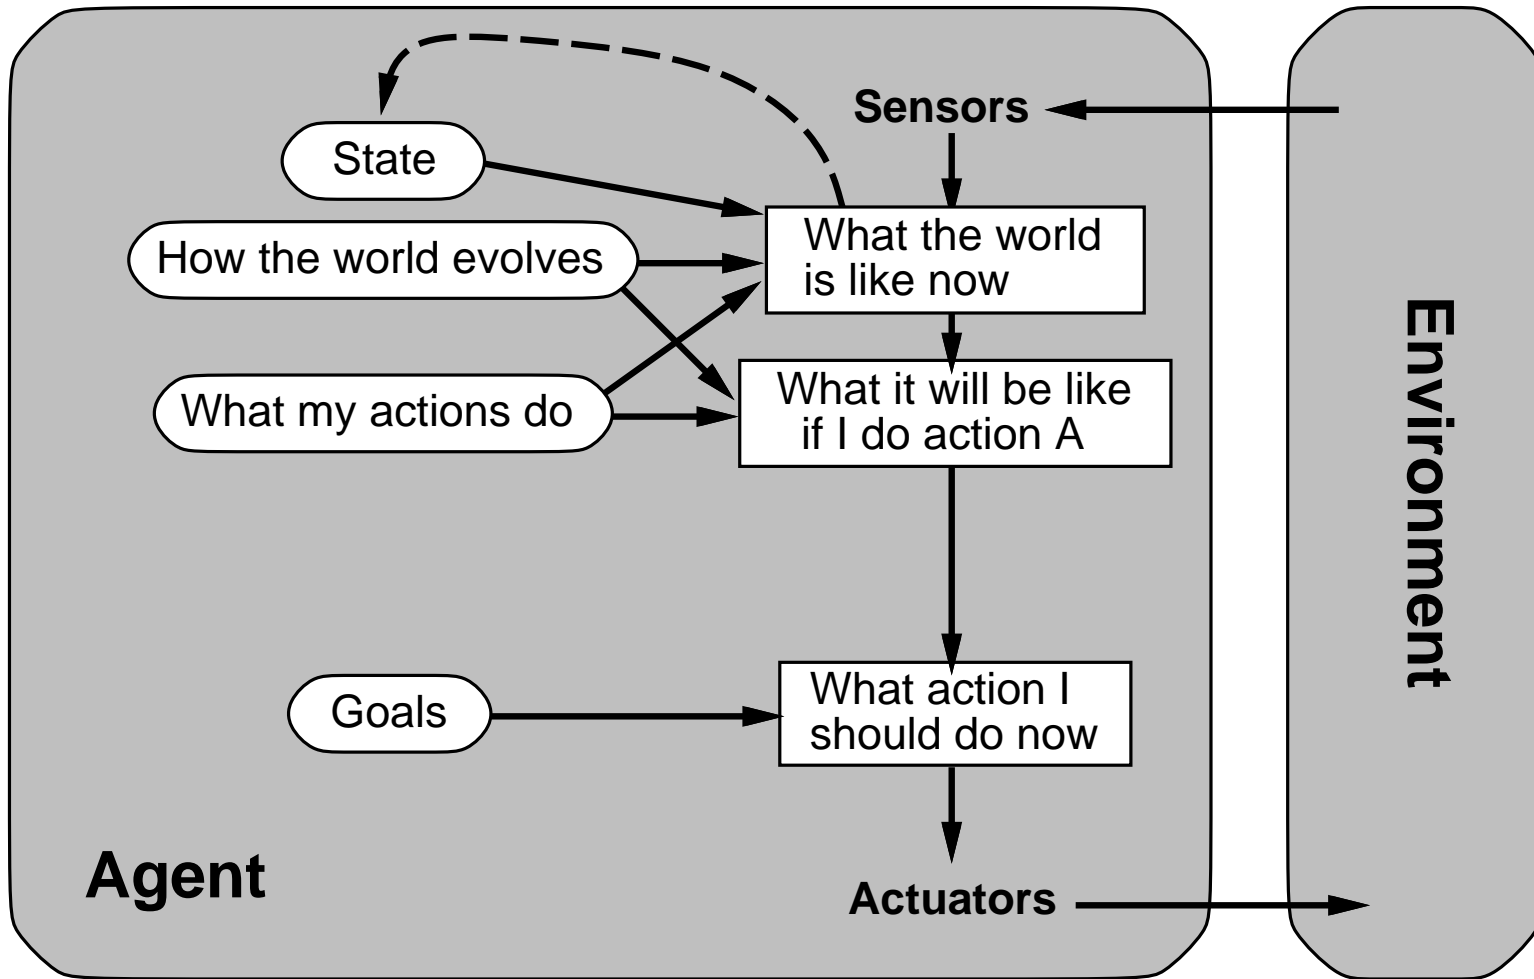 Sensors
State
What the world
is like now
How the world evolves
What it will be like
if I do action A
What my actions do
Environment
What action I
should do now
Goals
Agent
Actuators